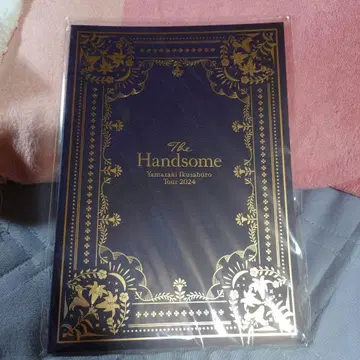 The
Handsome
Yamazaki Ikusaburo
Tour 2024